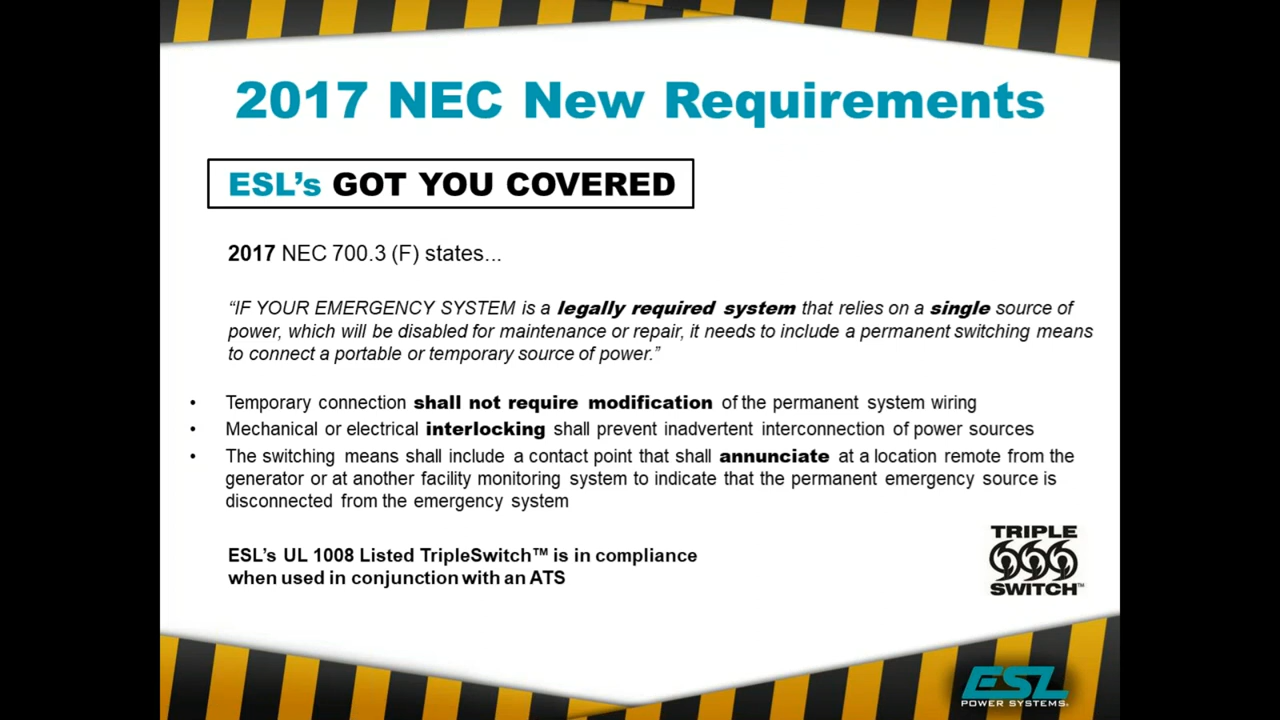 2017 NEC New Requirements
ESL's GOT YOU COVERED
2017 NEC 700.3 (F) states...
“IF YOUR EMERGENCY SYSTEM is a legally required system that relies on a single source of
power, which will be disabled for maintenance or repair, it needs to include a permanent switching means
to connect a portable or temporary source of power.”
• Temporary connection shall not require modification of the permanent system wiring
• Mechanical or electrical interlocking shall prevent inadvertent interconnection of power sources
• The switching means shall include a contact point that shall annunciate at a location remote from the
generator or at another facility monitoring system to indicate that the permanent emergency source is
disconnected from the emergency system
ESL's UL 1008 Listed TripleSwitch™ is in compliance
when used in conjunction with an ATS
TRIPLE
SWITCH™
ESL
POWER SYSTEMS®